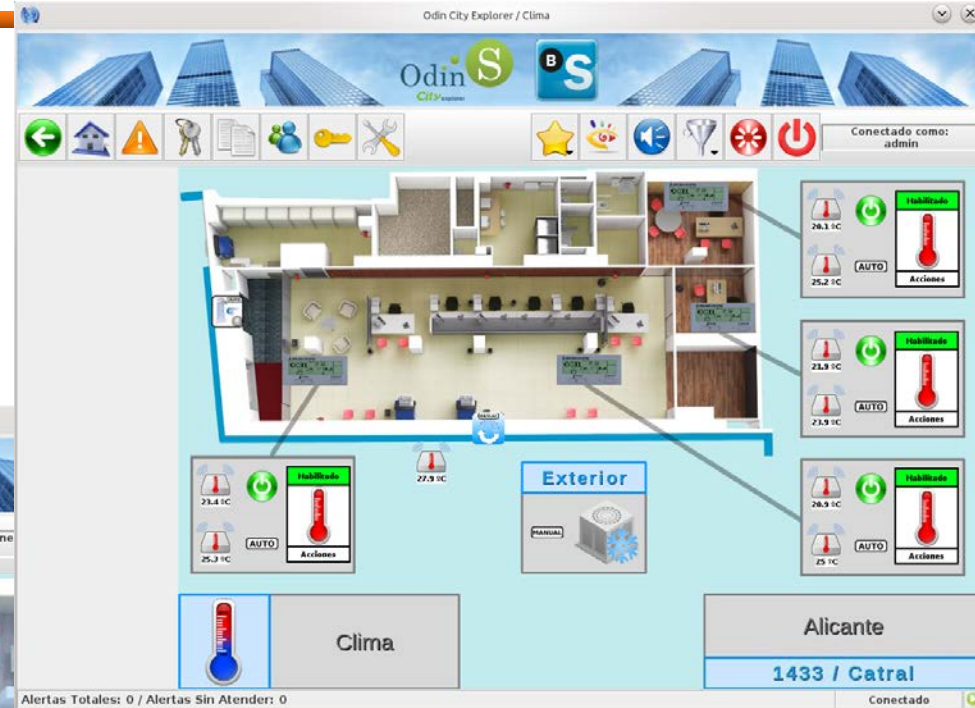 Odin City Explorer / Clima
Odin S
City explorer
BS
Conectado como:
admin
20.1 ºC
Habilitado
25.2 ºC
AUTO
Acciones
21.9 ºC
Habilitado
23.9 ºC
AUTO
Acciones
MANUAL
23.4 ºC
Habilitado
25.7 ºC
AUTO
Acciones
27.9 ºC
Exterior
MANUAL
20.9 ºC
Habilitado
25 ºC
AUTO
Acciones
Clima
Alicante
1433 / Catral
Alertas Totales: 0 / Alertas Sin Atender: 0
Conectado